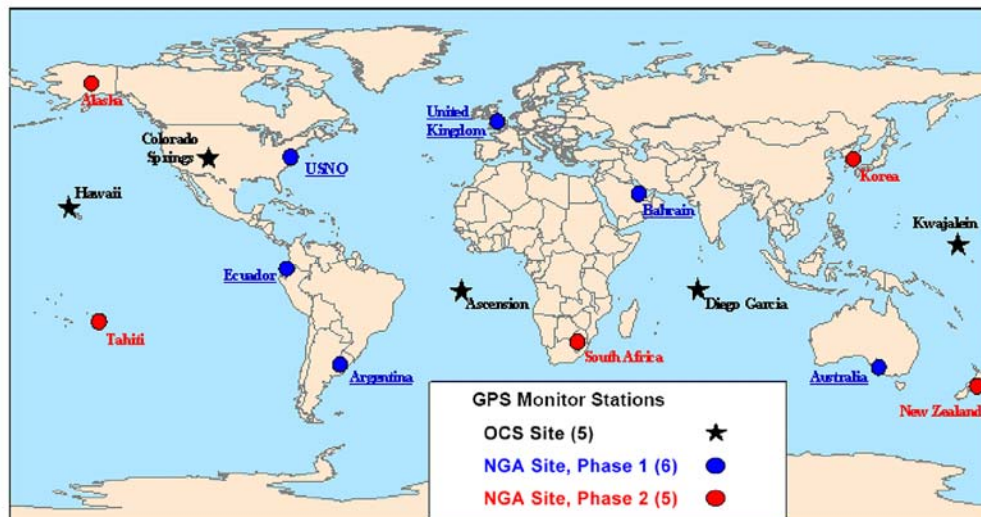 Alaska
United
Kingdom
Colorado
Springs
USNO
Korea
Hawaii
Bahrain
Kwajalein
Ecuador
Ascension
Diego Garcia
Tahiti
South Africa
Argentina
Australia
New Zealand
GPS Monitor Stations
OCS Site (5)
NGA Site, Phase 1 (6)
NGA Site, Phase 2 (5)